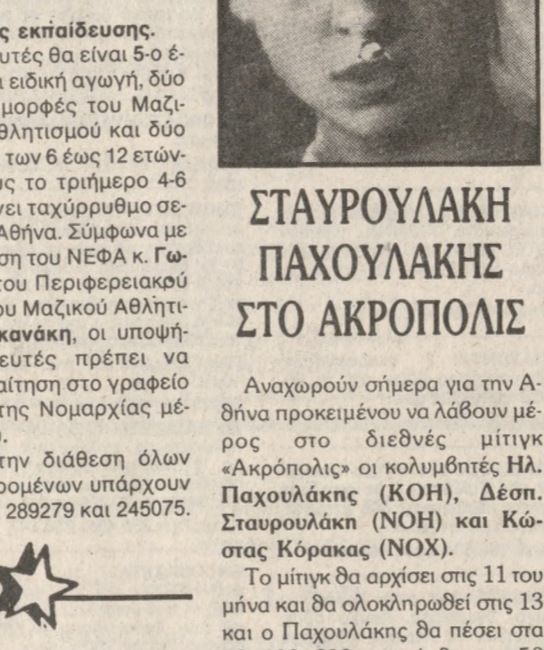 ς εκπαίδευσης.
υτές θα είναι 5-ο έ-
ι ειδική αγωγή, δύο
μορφές του Μαζι-
θλητισμού και δύο
των 6 έως 12 ετών-
υς το τριήμερο 4-6
νει ταχύρρυθμο σε-
Αθήνα. Σύμφωνα με
ση του ΝΕΦΑ κ. Γω-
του Περιφερειακού
ου Μαζικού Αθλητι-
κανάκη, οι υποψή-
ευτές πρέπει να
αίτηση στο γραφείο
της Νομαρχίας μέ-
.
την διάθεση όλων
ρομένων υπάρχουν
289279 και 245075.
ΣΤΑΥΡΟΥΛΑΚΗ
ΠΑΧΟΥΛΑΚΗΣ
ΣΤΟ ΑΚΡΟΠΟΛΙΣ
Αναχωρούν σήμερα για την Α-
θήνα προκειμένου να λάβουν μέ-
ρος στο διεθνές μίτιγκ
«Ακρόπολις» οι κολυμβητές Ηλ.
Παχουλάκης (ΚΟΗ), Δέσπ.
Σταυρουλάκη (ΝΟΗ) και Κώ-
στας Κόρακας (ΝΟΧ).
Το μίτιγκ θα αρχίσει στις 11 του
μήνα και θα ολοκληρωθεί στις 13
και ο Παχουλάκης θα πέσει στα